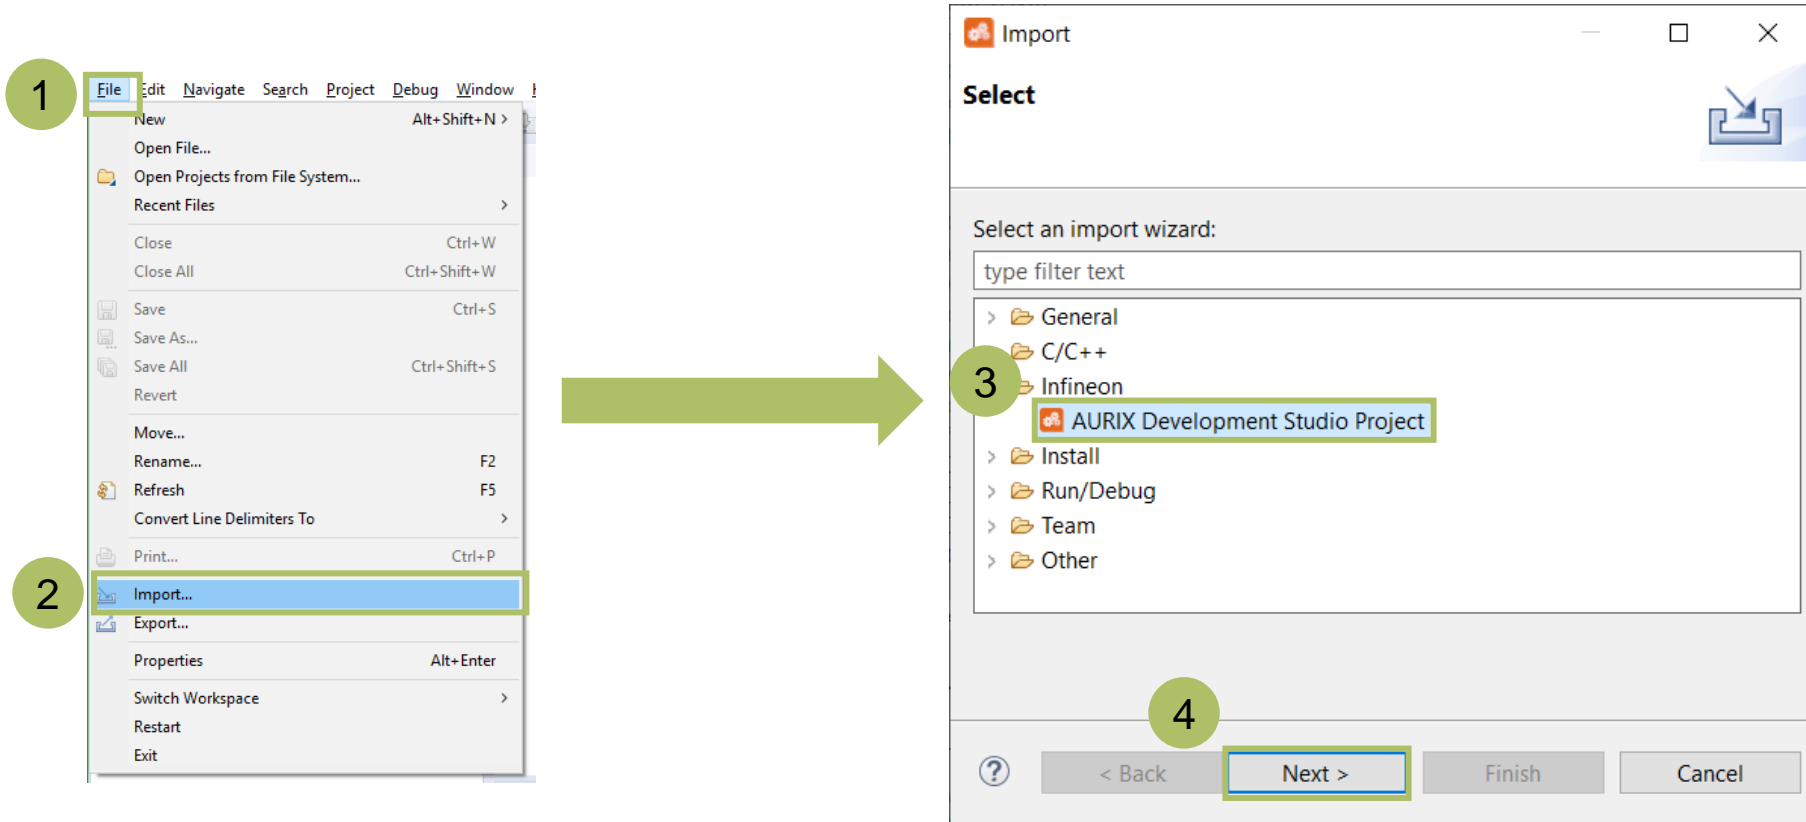 1
File Edit Navigate Search Project Debug Window
New Alt+Shift+N >
Open File...
Open Projects from File System...
Recent Files >
Close Ctrl+W
Close All Ctrl+Shift+W
Save Ctrl+S
Save As...
Save All Ctrl+Shift+S
Revert
Move...
Rename... F2
Refresh F5
Convert Line Delimiters To >
Print... Ctrl+P
2
Import...
Export...
Properties Alt+Enter
Switch Workspace >
Restart
Exit
Import
Select
Select an import wizard:
type filter text
> General
C/C++
3
Infineon
AURIX Development Studio Project
> Install
> Run/Debug
> Team
> Other
4
? < Back Next > Finish Cancel